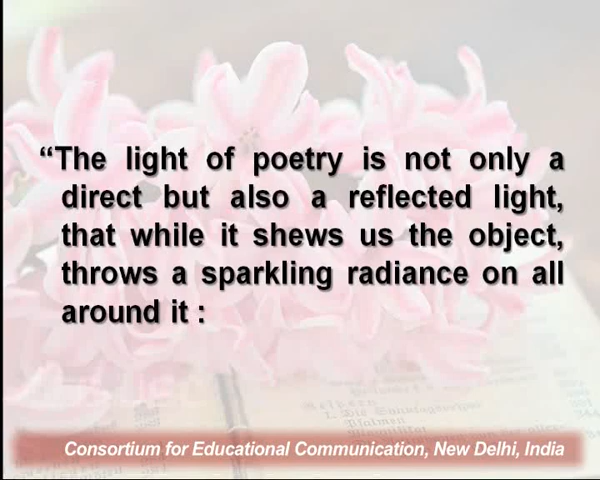 “The light of poetry is not only a
direct but also a reflected light,
that while it shews us the object,
throws a sparkling radiance on all
around it :
Consortium for Educational Communication, New Delhi, India